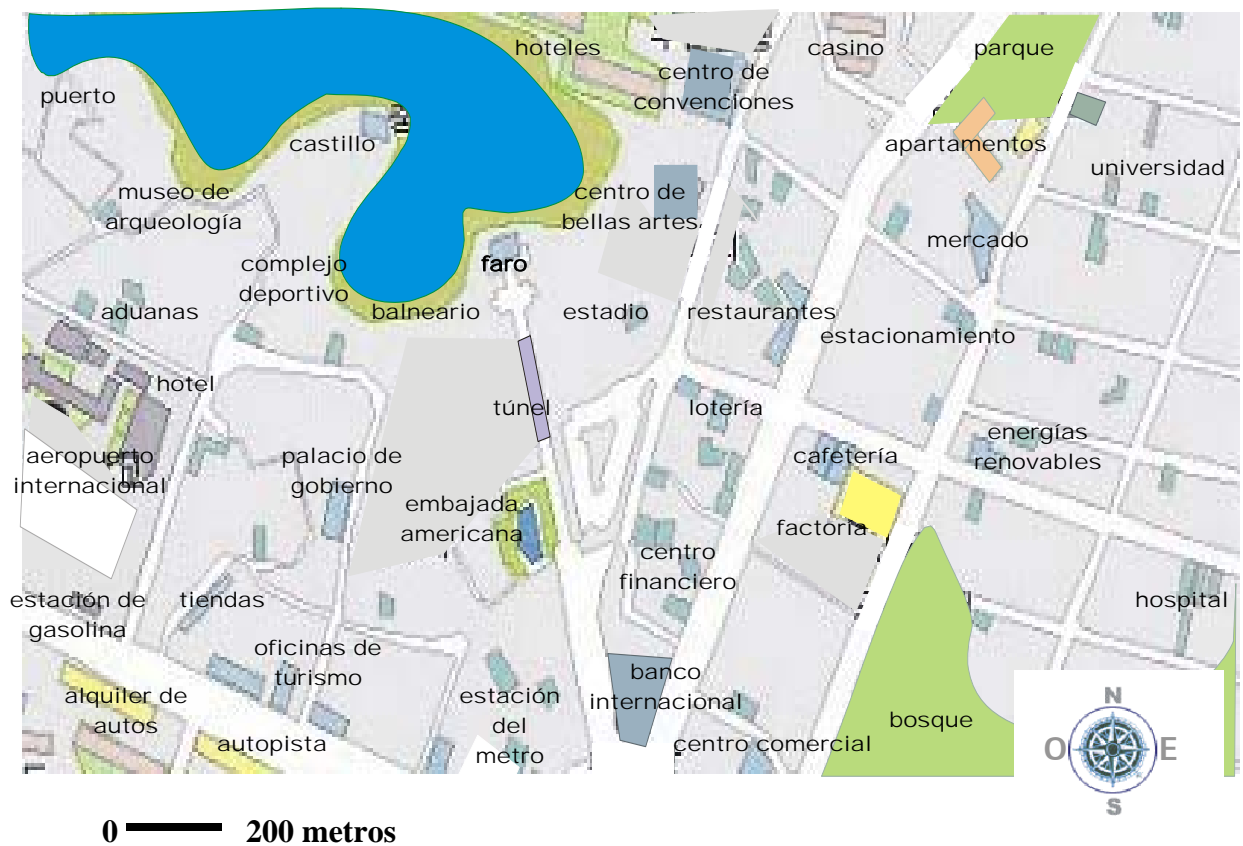 hoteles
casino
parque
centro de
convenciones
puerto
castillo
apartamentos
universidad
museo de
arqueología
centro de
bellas artes
mercado
complejo
deportivo
faro
aduanas
balneario
estadio
restaurantes
estacionamiento
hotel
túnel
lotería
energías
renovables
aeropuerto
internacional
palacio de
gobierno
cafetería
embajada
americana
factoría
centro
financiero
estación de
gasolina
tiendas
hospital
oficinas de
turismo
banco
internacional
alquiler de
autos
estación
del
metro
autopista
centro comercial
bosque
N
O
E
S
0
200 metros